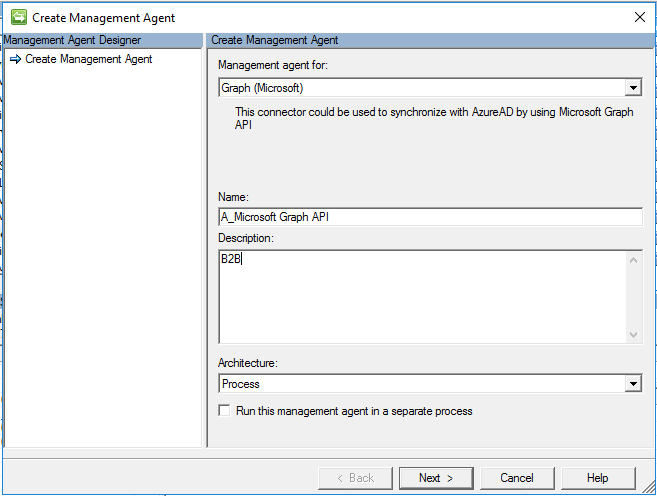 Create Management Agent
Management Agent Designer
Create Management Agent
Create Management Agent
Management agent for:
Graph (Microsoft)
This connector could be used to synchronize with AzureAD by using Microsoft Graph
API
Name:
A_Microsoft Graph API
Description:
B2B
Architecture:
Process
Run this management agent in a separate process
< Back
Next >
Cancel
Help